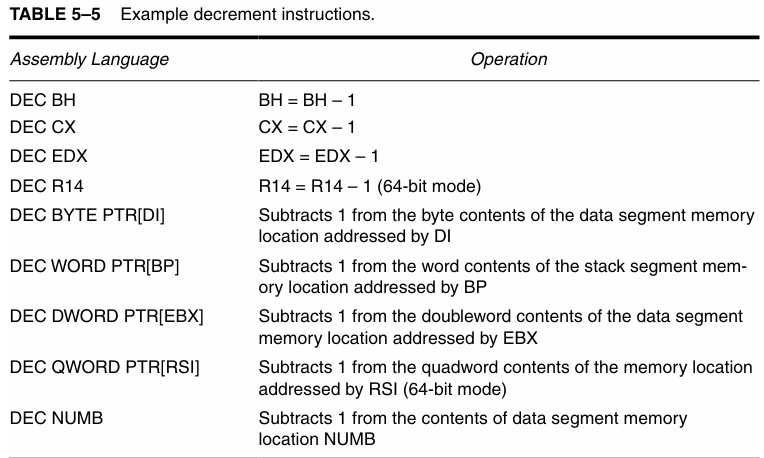 TABLE 5–5 Example decrement instructions.
Assembly Language Operation
DEC BH BH = BH – 1
DEC CX CX = CX – 1
DEC EDX EDX = EDX – 1
DEC R14 R14 = R14 – 1 (64-bit mode)
DEC BYTE PTR[DI] Subtracts 1 from the byte contents of the data segment memory
location addressed by DI
DEC WORD PTR[BP] Subtracts 1 from the word contents of the stack segment mem-
ory location addressed by BP
DEC DWORD PTR[EBX] Subtracts 1 from the doubleword contents of the data segment
memory location addressed by EBX
DEC QWORD PTR[RSI] Subtracts 1 from the quadword contents of the memory location
addressed by RSI (64-bit mode)
DEC NUMB Subtracts 1 from the contents of data segment memory
location NUMB